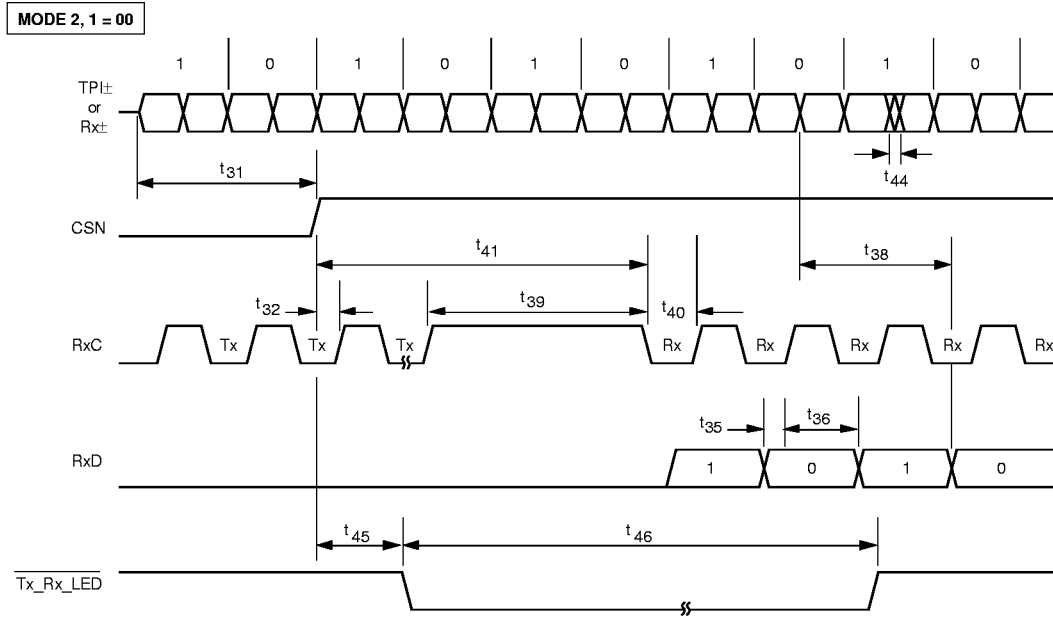 MODE 2, 1 = 00
1 0 1 0 1 0 1 0 1 0
TPI±
or
Rx±
t44
t31
CSN
t41
t38
t32
t39
t40
RxC
Tx Tx Tx Rx Rx Rx Rx Rx
t35
t36
RxD
1 0 1 0
t45
t46
Tx_Rx_LED